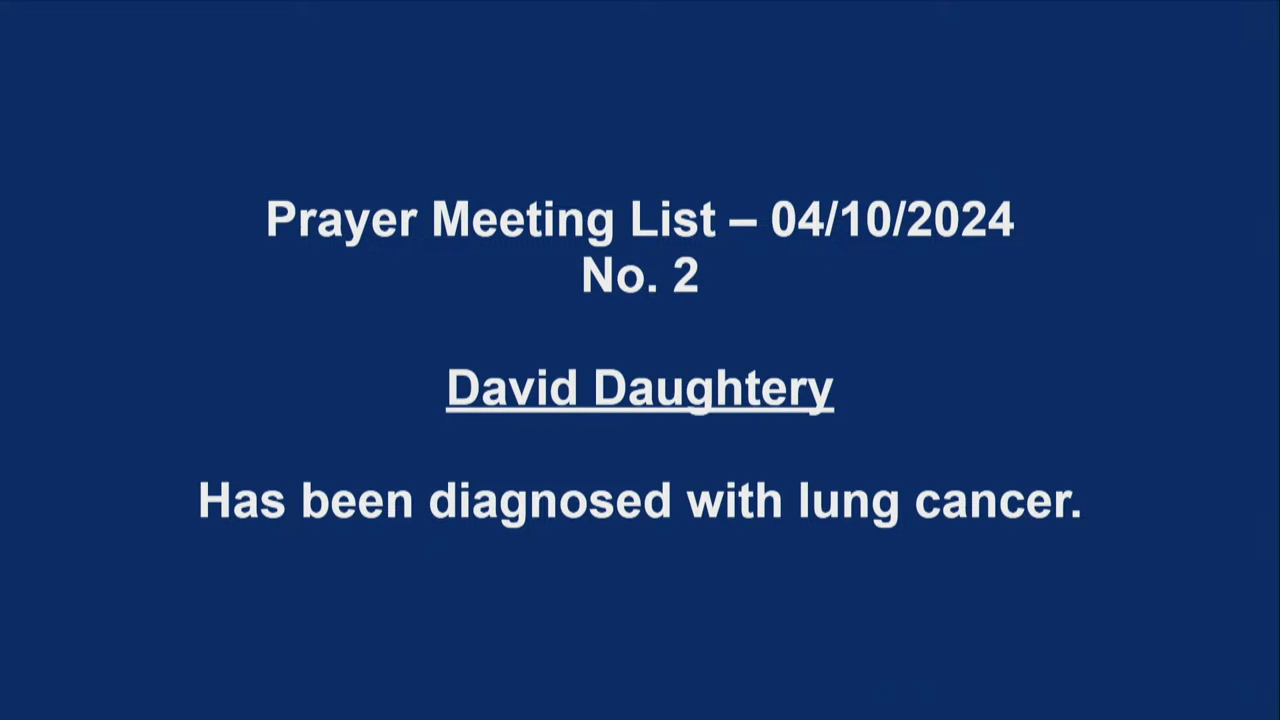 Prayer Meeting List – 04/10/2024
No. 2
David Daughtery
Has been diagnosed with lung cancer.